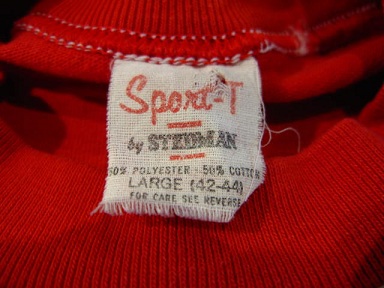 Sport-T
by STEDMAN
50% POLYESTER - 50% COTTON
LARGE (42-44)
FOR CARE SEE REVERSE